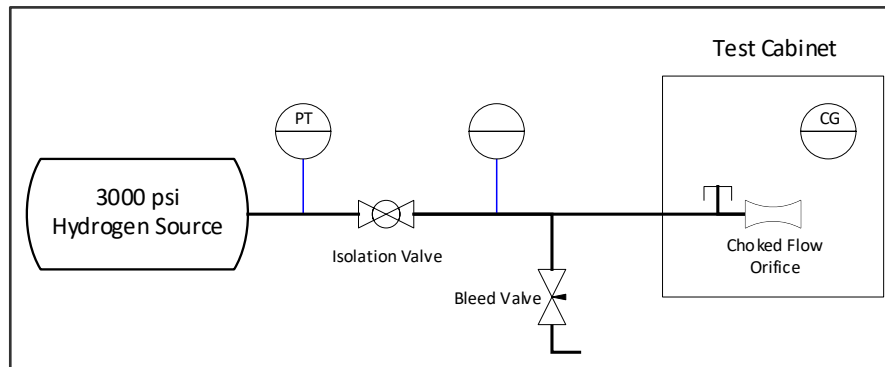 Test Cabinet
PT
CG
3000 psi
Hydrogen Source
Isolation Valve
Choked Flow
Orifice
Bleed Valve